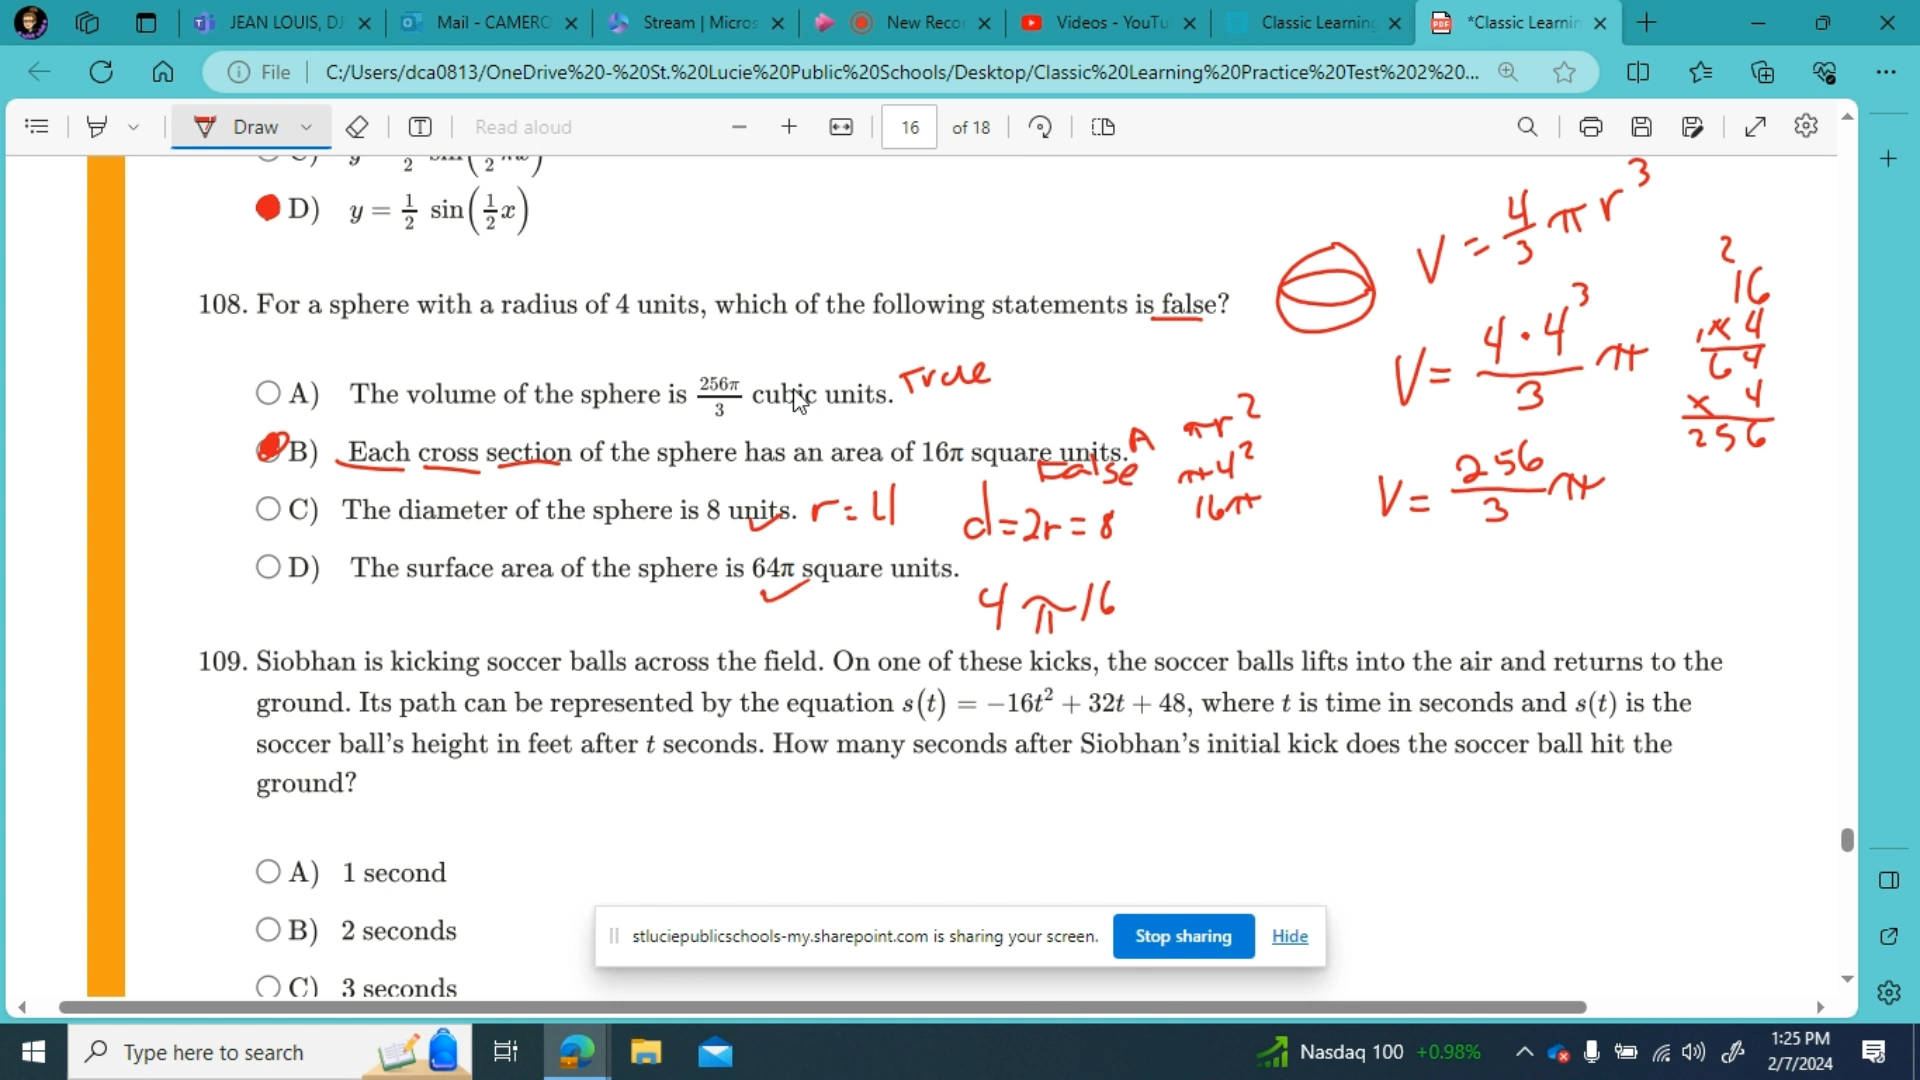 JEAN LOUIS, DJ
Mail - CAMERO
Stream | Micros
New Reco
Videos - YouTu
Classic Learning
*Classic Learnin
File
C:/Users/dca0813/OneDrive%20-%20St.%20Lucie%20Public%20Schools/Desktop/Classic%20Learning%20Practice%20Test%202%20...
Draw
Read aloud
16 of 18
D) y = 1/2 sin(1/2 x)
V = 4/3 π r³
108. For a sphere with a radius of 4 units, which of the following statements is false?
2
16
x 4
64
x 4
256
V = 4 · 4³ / 3 π
A) The volume of the sphere is 256π/3 cubic units. True
B) Each cross section of the sphere has an area of 16π square units. False
A πr²
π4²
16π
V = 256/3 π
C) The diameter of the sphere is 8 units. r = 4 d = 2r = 8
D) The surface area of the sphere is 64π square units.
4 π 16
109. Siobhan is kicking soccer balls across the field. On one of these kicks, the soccer balls lifts into the air and returns to the
ground. Its path can be represented by the equation s(t) = −16t² + 32t + 48, where t is time in seconds and s(t) is the
soccer ball's height in feet after t seconds. How many seconds after Siobhan's initial kick does the soccer ball hit the
ground?
A) 1 second
B) 2 seconds
C) 3 seconds
stluciepublicschools-my.sharepoint.com is sharing your screen.
Stop sharing
Hide
Type here to search
Nasdaq 100 +0.98%
1:25 PM
2/7/2024